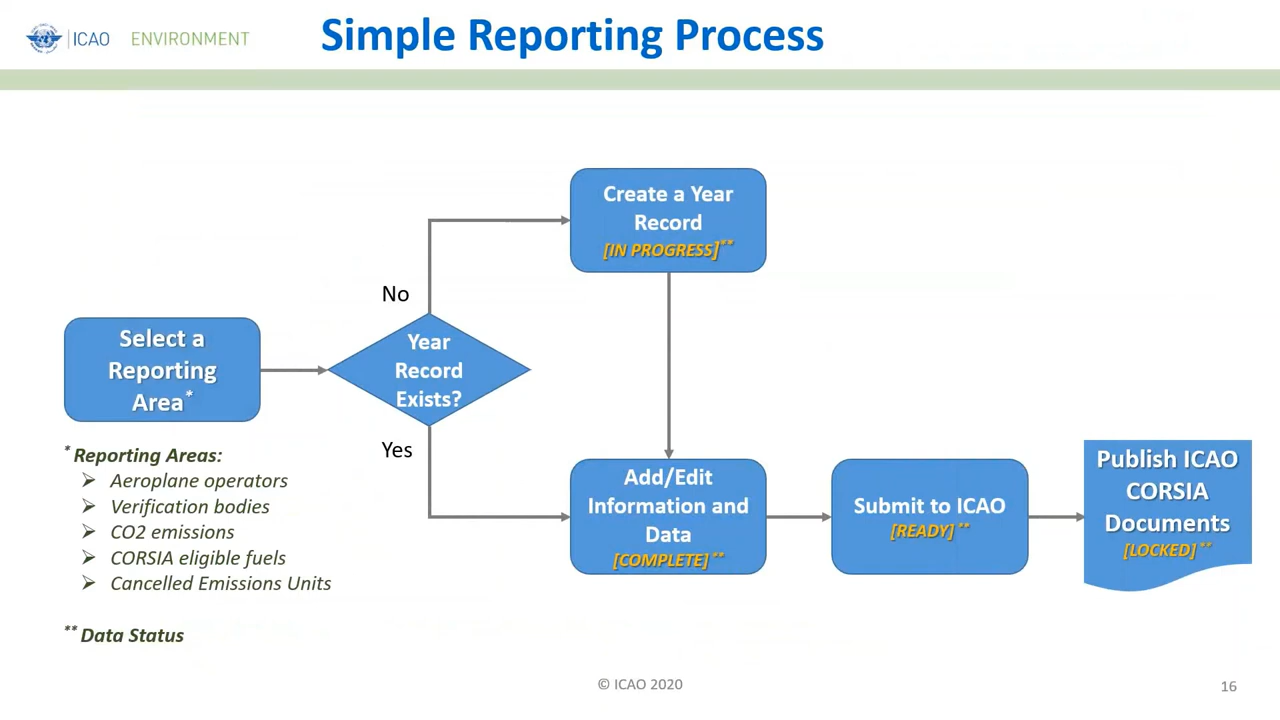 ICAO ENVIRONMENT
Simple Reporting Process
Create a Year
Record
[IN PROGRESS]**
No
Select a
Reporting
Area*
Year
Record
Exists?
Yes
* Reporting Areas:
➢ Aeroplane operators
➢ Verification bodies
➢ CO2 emissions
➢ CORSIA eligible fuels
➢ Cancelled Emissions Units
** Data Status
Add/Edit
Information and
Data
[COMPLETE]**
Submit to ICAO
[READY]**
Publish ICAO
CORSIA
Documents
[LOCKED]**
© ICAO 2020
16